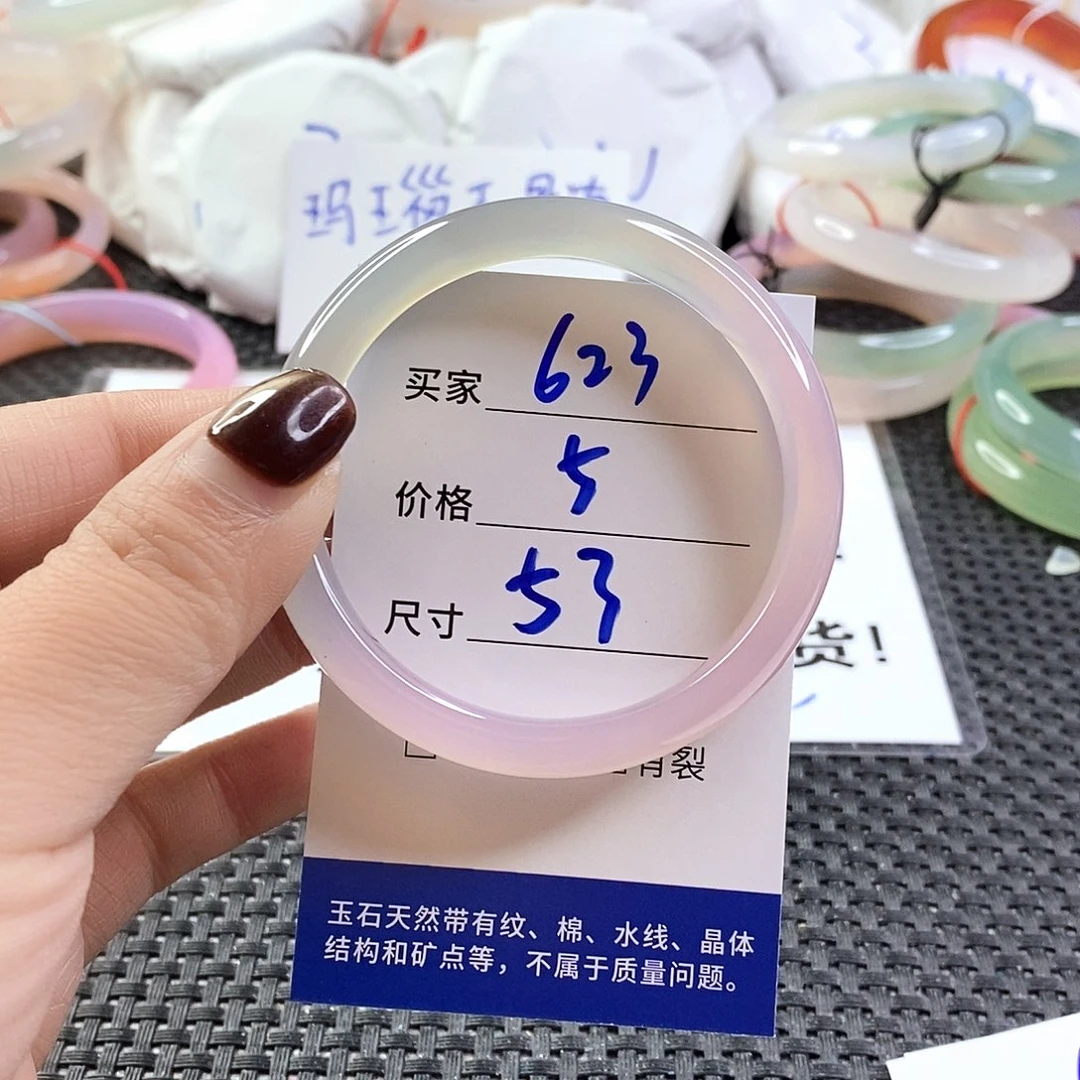 玛瑙
买家 623
价格 5
尺寸 53
有裂
货!
玉石天然带有纹、棉、水线、晶体
结构和矿点等，不属于质量问题。